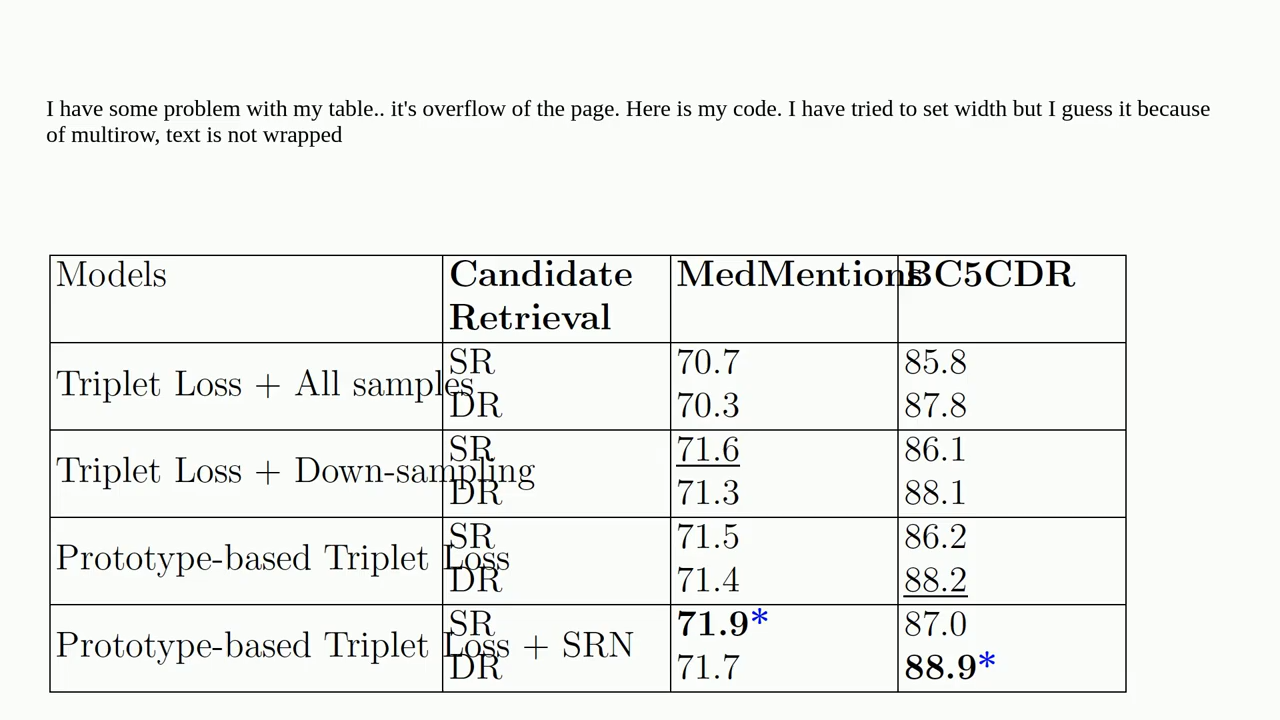 I have some problem with my table.. it's overflow of the page. Here is my code. I have tried to set width but I guess it because
of multirow, text is not wrapped
Models Candidate Retrieval MedMentions BC5CDR
Triplet Loss + All samples SR 70.7 85.8
DR 70.3 87.8
Triplet Loss + Down-sampling SR 71.6 86.1
DR 71.3 88.1
Prototype-based Triplet Loss SR 71.5 86.2
DR 71.4 88.2
Prototype-based Triplet Loss + SRN SR 71.9* 87.0
DR 71.7 88.9*